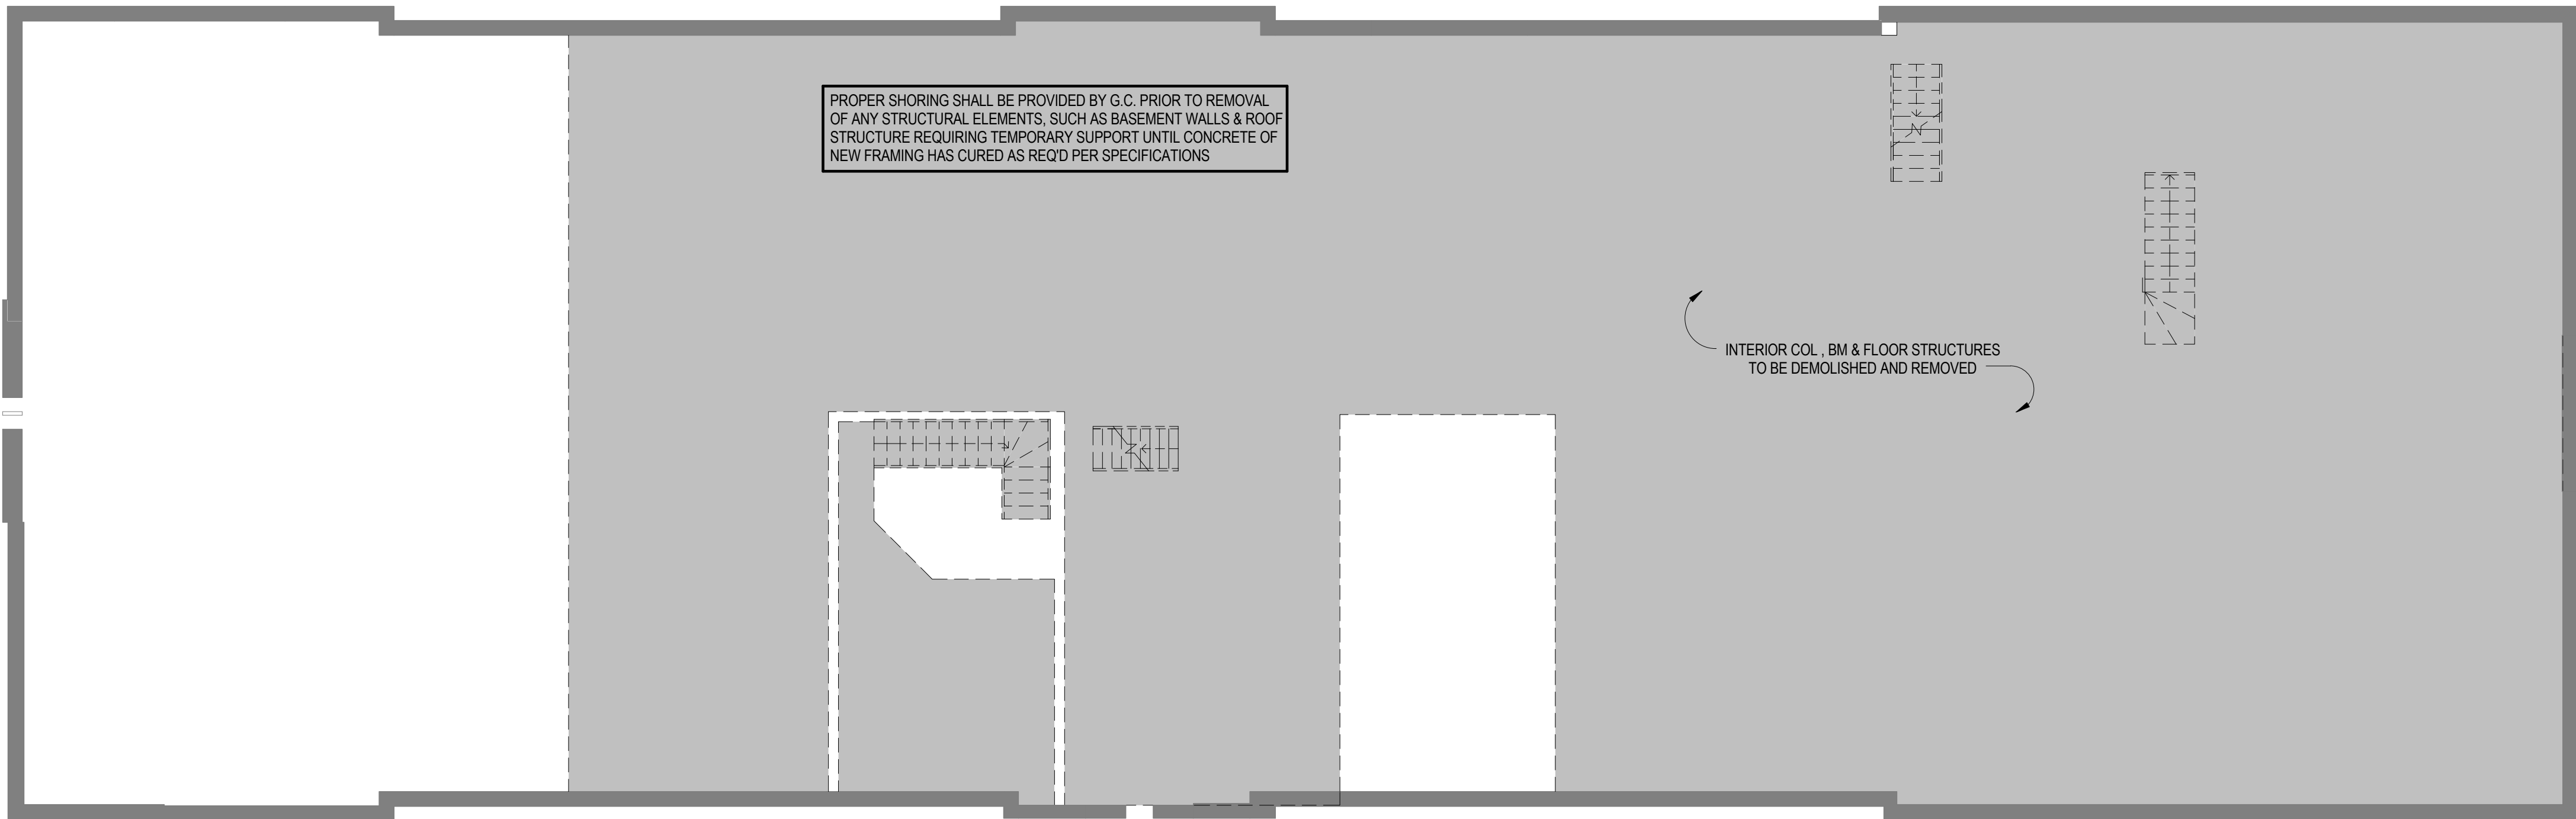 PROPER SHORING SHALL BE PROVIDED BY G.C. PRIOR TO REMOVAL
OF ANY STRUCTURAL ELEMENTS, SUCH AS BASEMENT WALLS & ROOF
STRUCTURE REQUIRING TEMPORARY SUPPORT UNTIL CONCRETE OF
NEW FRAMING HAS CURED AS REQ'D PER SPECIFICATIONS
INTERIOR COL , BM & FLOOR STRUCTURES
TO BE DEMOLISHED AND REMOVED